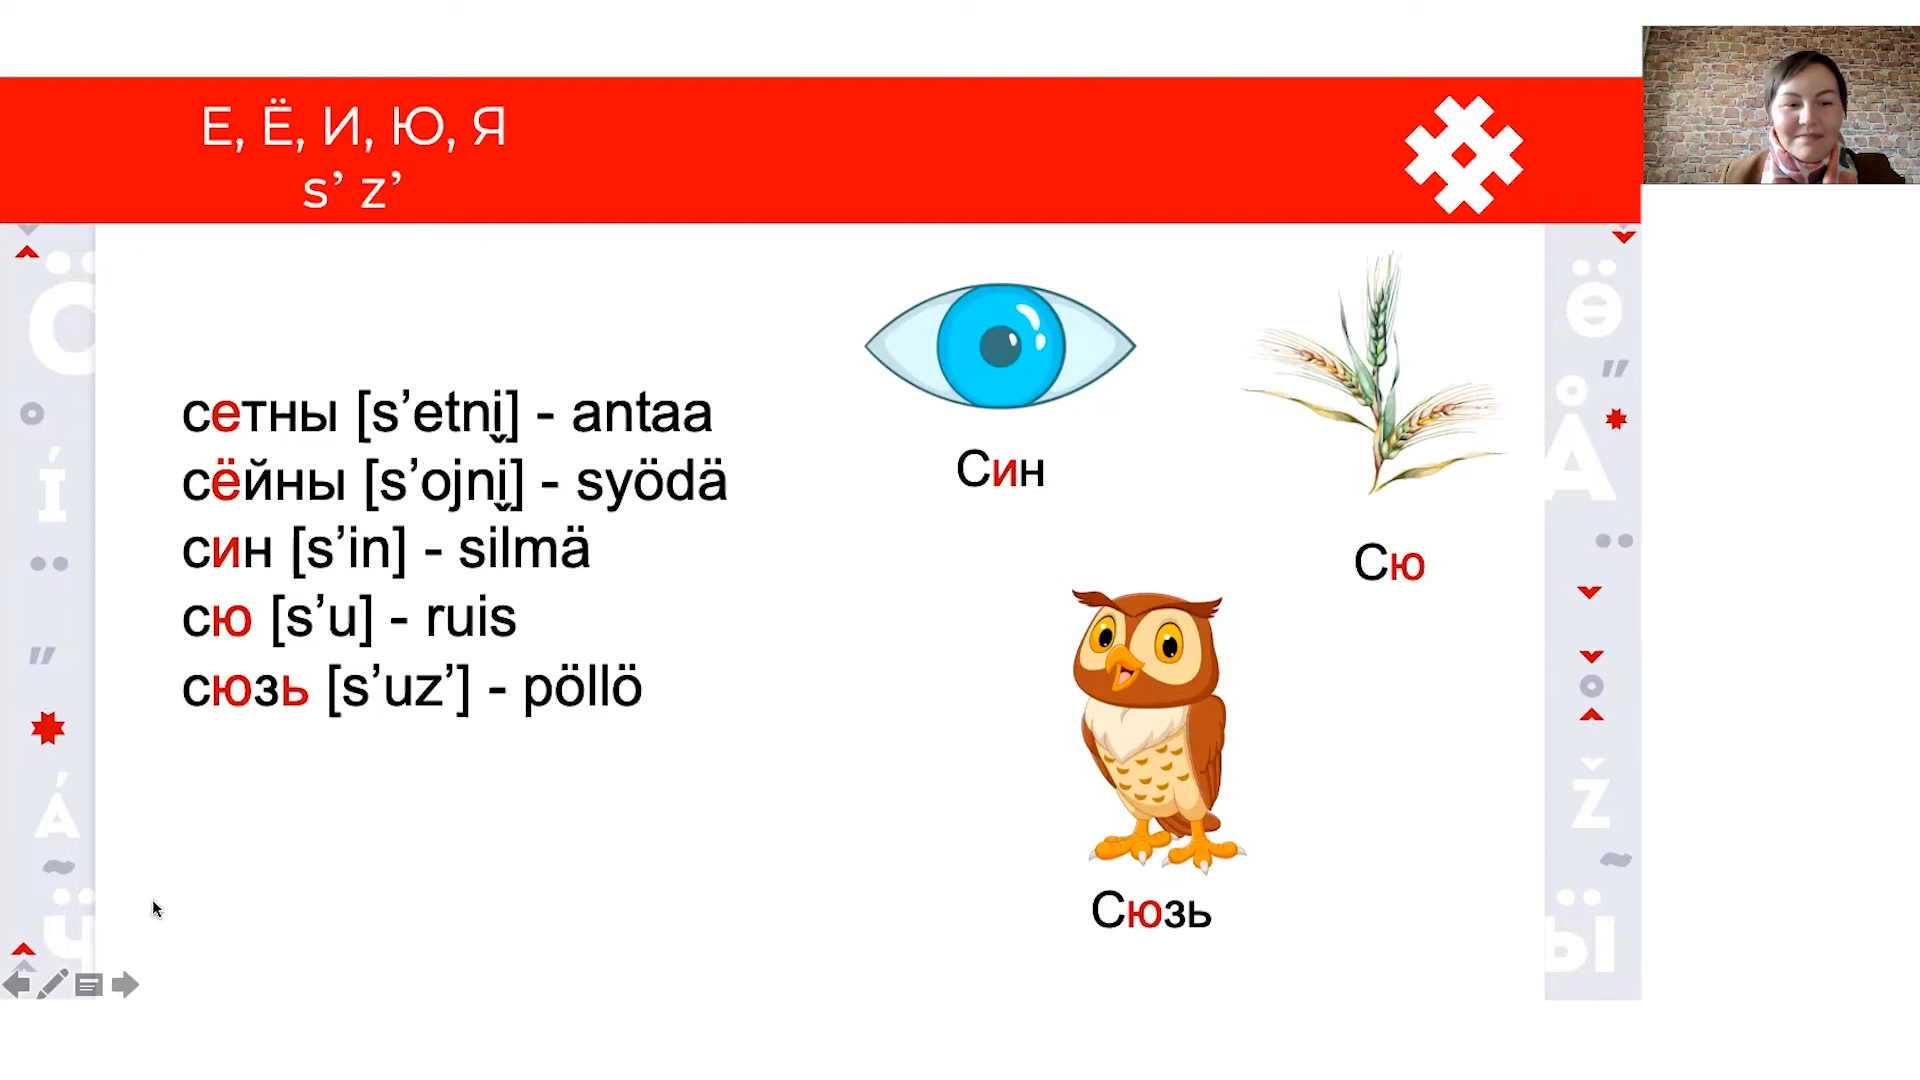 Е, Ё, И, Ю, Я
s’ z’
сетны [s’etni̮] - antaa
сёйны [s’ojni̮] - syödä
син [s’in] - silmä
сю [s’u] - ruis
сюзь [s’uz’] - pöllö
Син
Сю
Сюзь